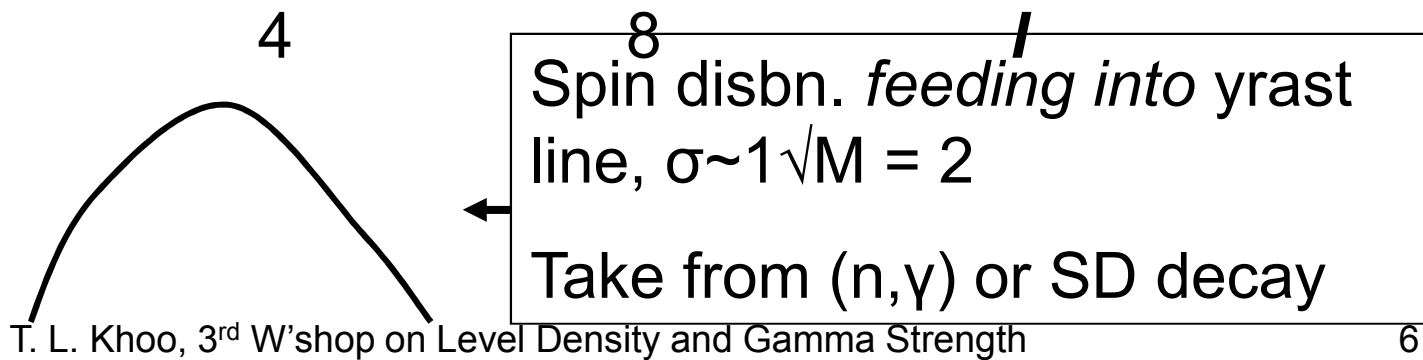 4 8 I
Spin disbn. feeding into yrast
line, σ~1√M = 2
Take from (n,γ) or SD decay
T. L. Khoo, 3rd W'shop on Level Density and Gamma Strength 6